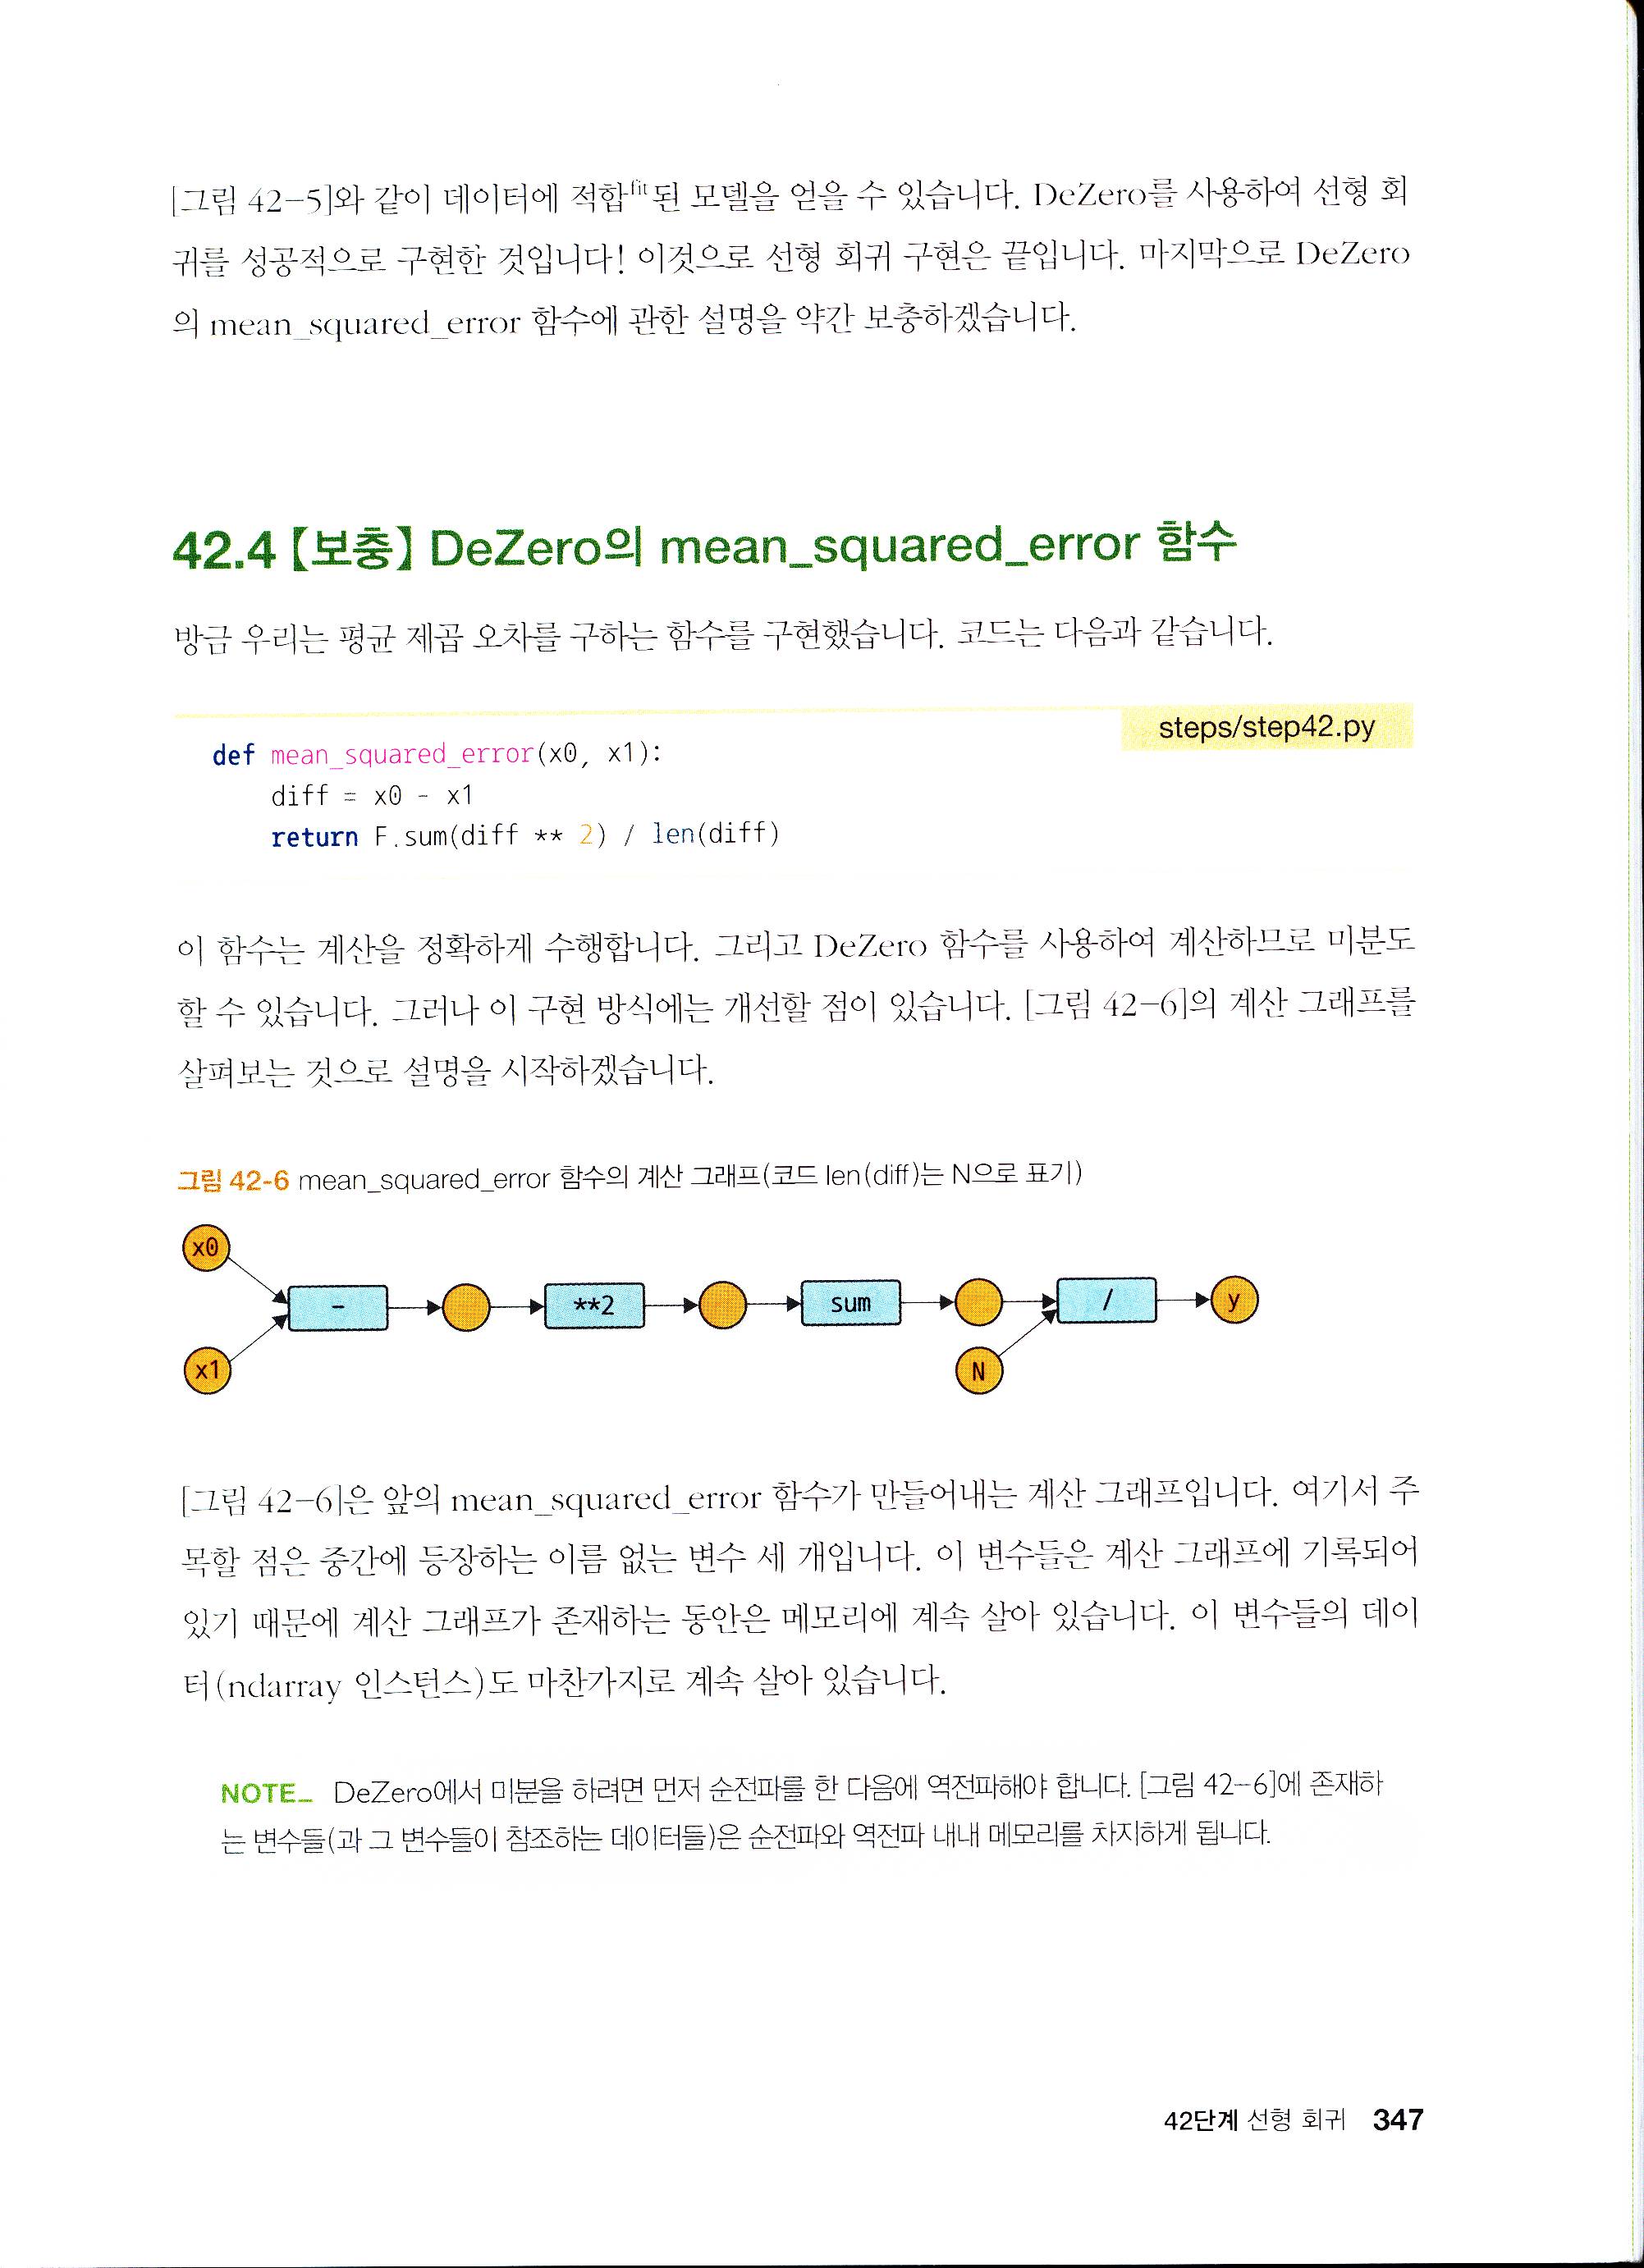 [그림 42-5]와 같이 데이터에 적합fit된 모델을 얻을 수 있습니다. DeZero를 사용하여 선형 회
귀를 성공적으로 구현한 것입니다! 이것으로 선형 회귀 구현은 끝입니다. 마지막으로 DeZero
의 mean_squared_error 함수에 관한 설명을 약간 보충하겠습니다.
42.4 【보충】 DeZero의 mean_squared_error 함수
방금 우리는 평균 제곱 오차를 구하는 함수를 구현했습니다. 코드는 다음과 같습니다.
steps/step42.py
def mean_squared_error(x0, x1):
    diff = x0 - x1
    return F.sum(diff ** 2) / len(diff)
이 함수는 계산을 정확하게 수행합니다. 그리고 DeZero 함수를 사용하여 계산하므로 미분도
할 수 있습니다. 그러나 이 구현 방식에는 개선할 점이 있습니다. [그림 42-6]의 계산 그래프를
살펴보는 것으로 설명을 시작하겠습니다.
그림 42-6 mean_squared_error 함수의 계산 그래프(코드 len(diff)는 N으로 표기)
x0
- **2 sum / y
x1 N
[그림 42-6]은 앞의 mean_squared_error 함수가 만들어내는 계산 그래프입니다. 여기서 주
목할 점은 중간에 등장하는 이름 없는 변수 세 개입니다. 이 변수들은 계산 그래프에 기록되어
있기 때문에 계산 그래프가 존재하는 동안은 메모리에 계속 살아 있습니다. 이 변수들의 데이
터(ndarray 인스턴스)도 마찬가지로 계속 살아 있습니다.
NOTE_ DeZero에서 미분을 하려면 먼저 순전파를 한 다음에 역전파해야 합니다. [그림 42-6]에 존재하
는 변수들(과 그 변수들이 참조하는 데이터들)은 순전파와 역전파 내내 메모리를 차지하게 됩니다.
42단계 선형 회귀 347